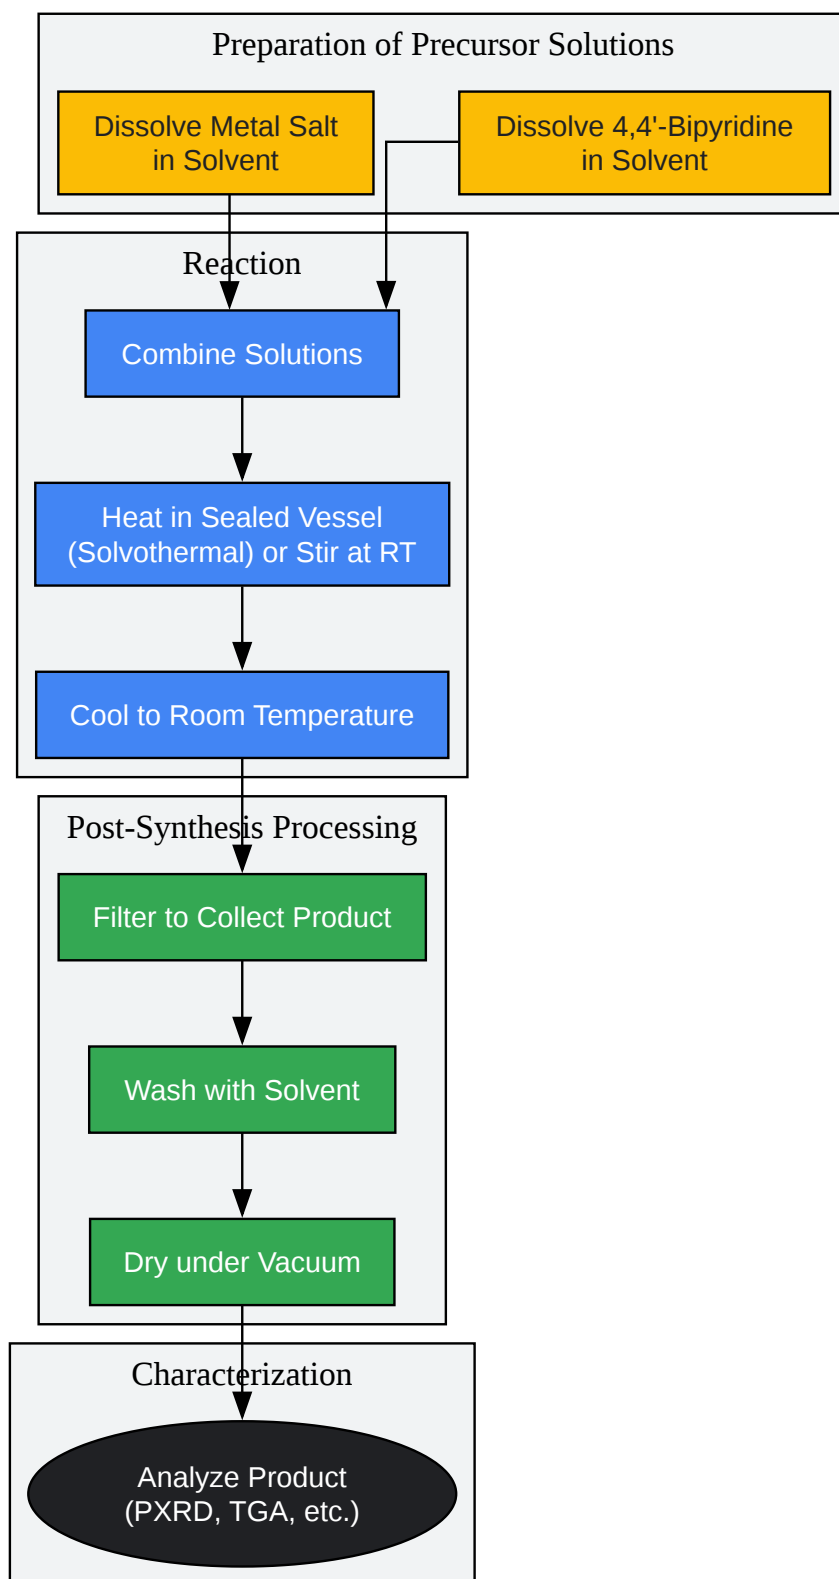 Preparation of Precursor Solutions
Dissolve Metal Salt
in Solvent
Dissolve 4,4'-Bipyridine
in Solvent
Reaction
Combine Solutions
Heat in Sealed Vessel
(Solvothermal) or Stir at RT
Cool to Room Temperature
Post-Synthesis Processing
Filter to Collect Product
Wash with Solvent
Dry under Vacuum
Characterization
Analyze Product
(PXRD, TGA, etc.)